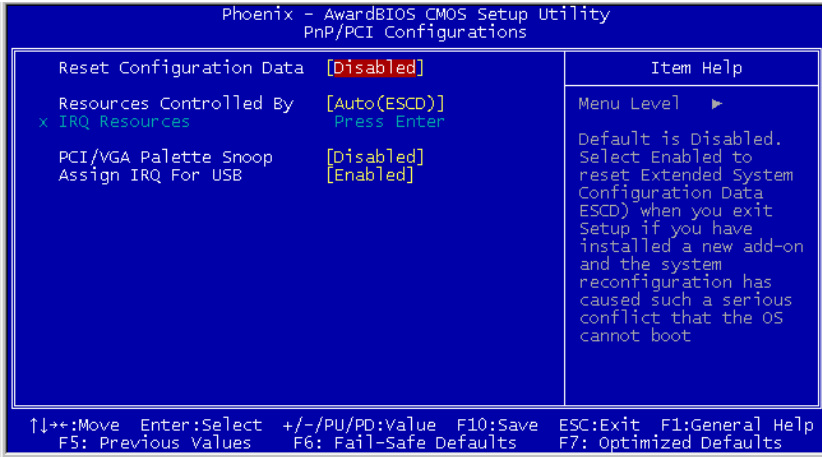 Phoenix - AwardBIOS CMOS Setup Utility
PnP/PCI Configurations
Reset Configuration Data [Disabled]
Resources Controlled By [Auto(ESCD)]
x IRQ Resources Press Enter
PCI/VGA Palette Snoop [Disabled]
Assign IRQ For USB [Enabled]
Item Help
Menu Level ►
Default is Disabled.
Select Enabled to
reset Extended System
Configuration Data
ESCD) when you exit
Setup if you have
installed a new add-on
and the system
reconfiguration has
caused such a serious
conflict that the OS
cannot boot
↑↓→←:Move Enter:Select +/-/PU/PD:Value F10:Save ESC:Exit F1:General Help
F5: Previous Values F6: Fail-Safe Defaults F7: Optimized Defaults